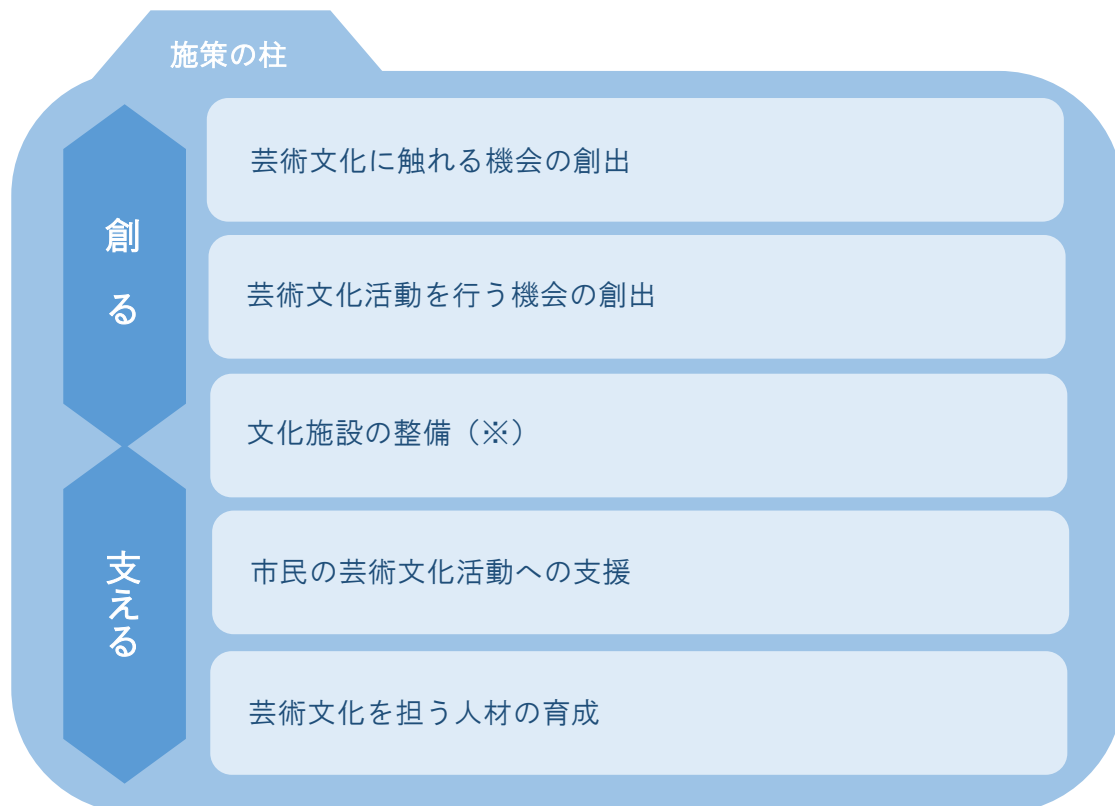 施策の柱
創る
芸術文化に触れる機会の創出
芸術文化活動を行う機会の創出
文化施設の整備（※）
支える
市民の芸術文化活動への支援
芸術文化を担う人材の育成